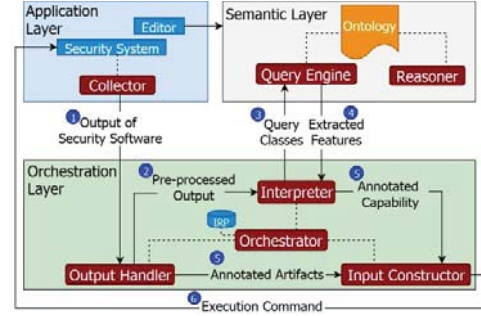 Application
Layer
Editor
Security System
Collector
Semantic Layer
Ontology
Query Engine
Reasoner
1 Output of
Security Software
3 Query
Classes
4 Extracted
Features
Orchestration
Layer
2 Pre-processed
Output
Interpreter
5 Annotated
Capability
IRP
Orchestrator
5
Output Handler
Annotated Artifacts
Input Constructor
6 Execution Command